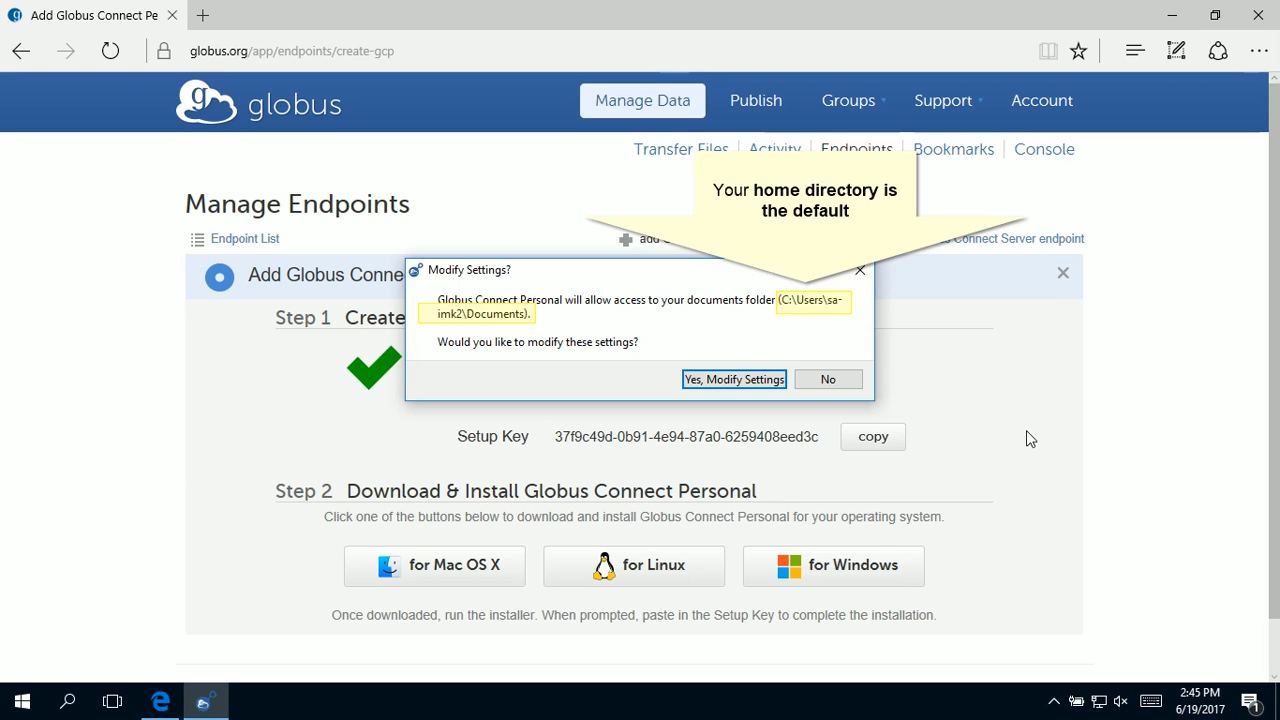 Add Globus Connect Pe
globus.org/app/endpoints/create-gcp
globus
Manage Data
Publish
Groups
Support
Account
Transfer Files
Activity
Endpoints
Bookmarks
Console
Your home directory is
the default
Manage Endpoints
Endpoint List
add
Connect Server endpoint
Add Globus Conne
Modify Settings?
Globus Connect Personal will allow access to your documents folder (C:\Users\sa-
imk2\Documents).
Would you like to modify these settings?
Yes, Modify Settings
No
Step 1 Create
Setup Key 37f9c49d-0b91-4e94-87a0-6259408eed3c copy
Step 2 Download & Install Globus Connect Personal
Click one of the buttons below to download and install Globus Connect Personal for your operating system.
for Mac OS X
for Linux
for Windows
Once downloaded, run the installer. When prompted, paste in the Setup Key to complete the installation.
2:45 PM
6/19/2017
1